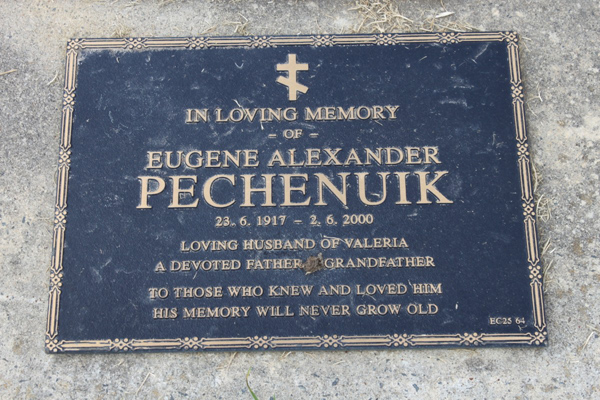 IN LOVING MEMORY
– OF –
EUGENE ALEXANDER
PECHENUIK
23. 6. 1917 – 2. 6. 2000
LOVING HUSBAND OF VALERIA
A DEVOTED FATHER GRANDFATHER
TO THOSE WHO KNEW AND LOVED HIM
HIS MEMORY WILL NEVER GROW OLD
EC25 64